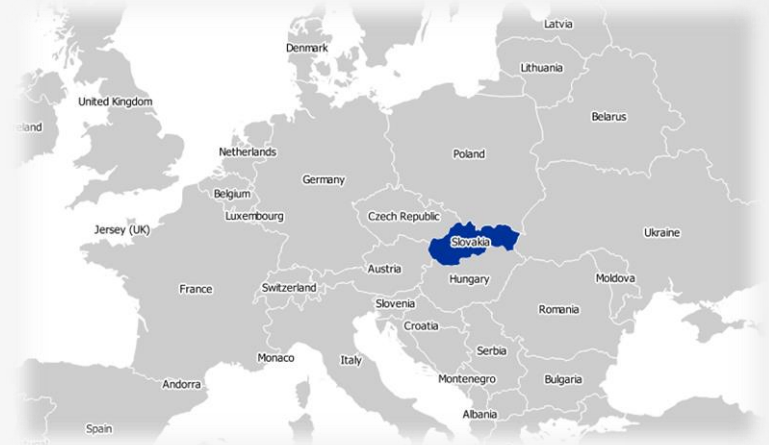 Latvia
Denmark
Lithuania
United Kingdom
Belarus
eland
Netherlands
Poland
Germany
Belgium
Luxembourg
Czech Republic
Jersey (UK)
Ukraine
Slovakia
Austria
Hungary
Moldova
France
Switzerland
Slovenia
Romania
Croatia
Serbia
Monaco
Italy
Montenegro
Bulgaria
Andorra
Albania
Spain